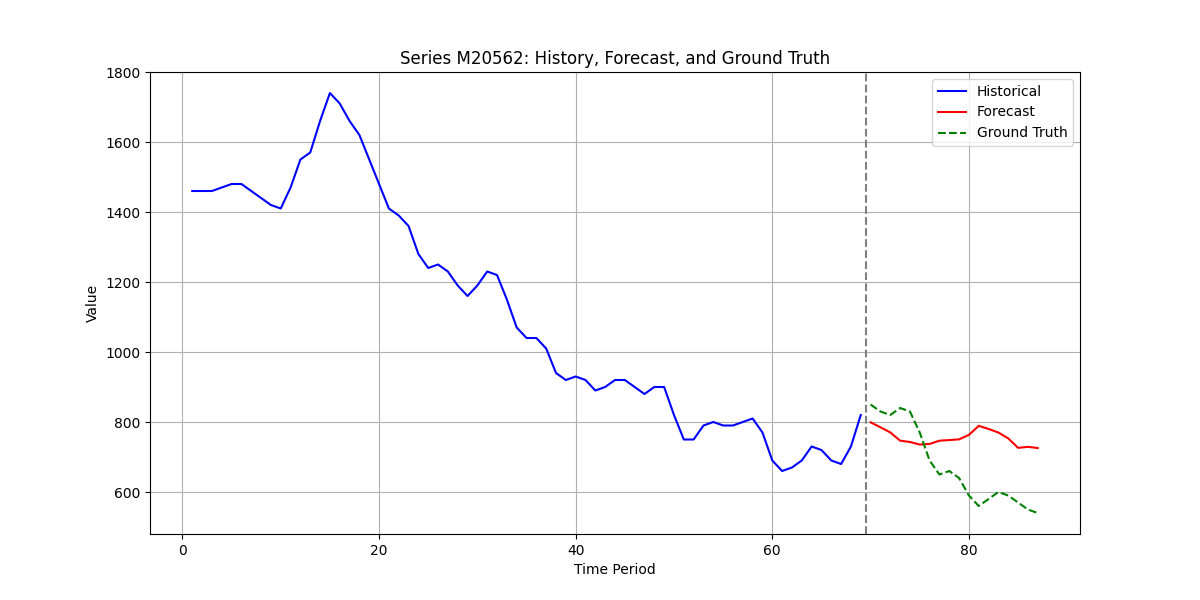 Series M20562: History, Forecast, and Ground Truth
Historical
Forecast
Ground Truth
Value
1800
1600
1400
1200
1000
800
600
0 20 40 60 80
Time Period